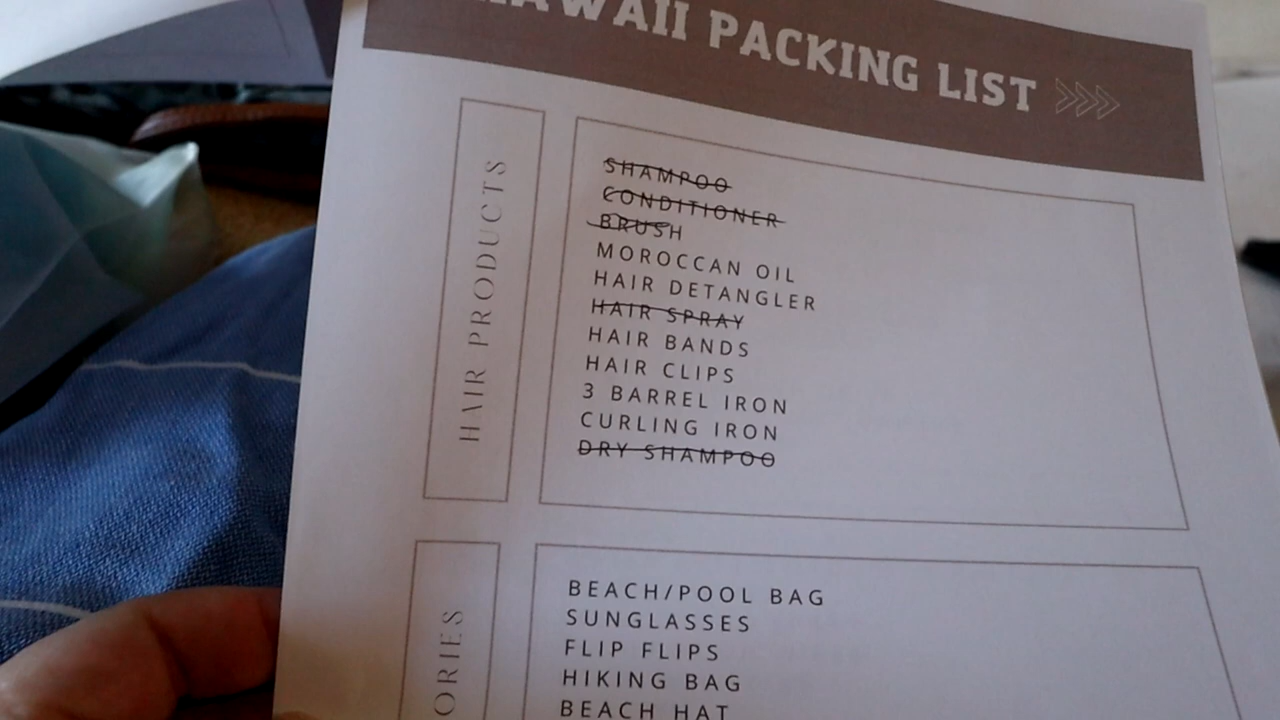 HAWAII PACKING LIST
HAIR PRODUCTS
SHAMPOO
CONDITIONER
BRUSH
MOROCCAN OIL
HAIR DETANGLER
HAIR SPRAY
HAIR BANDS
HAIR CLIPS
3 BARREL IRON
CURLING IRON
DRY SHAMPOO
ORIES
BEACH/POOL BAG
SUNGLASSES
FLIP FLIPS
HIKING BAG
BEACH HAT